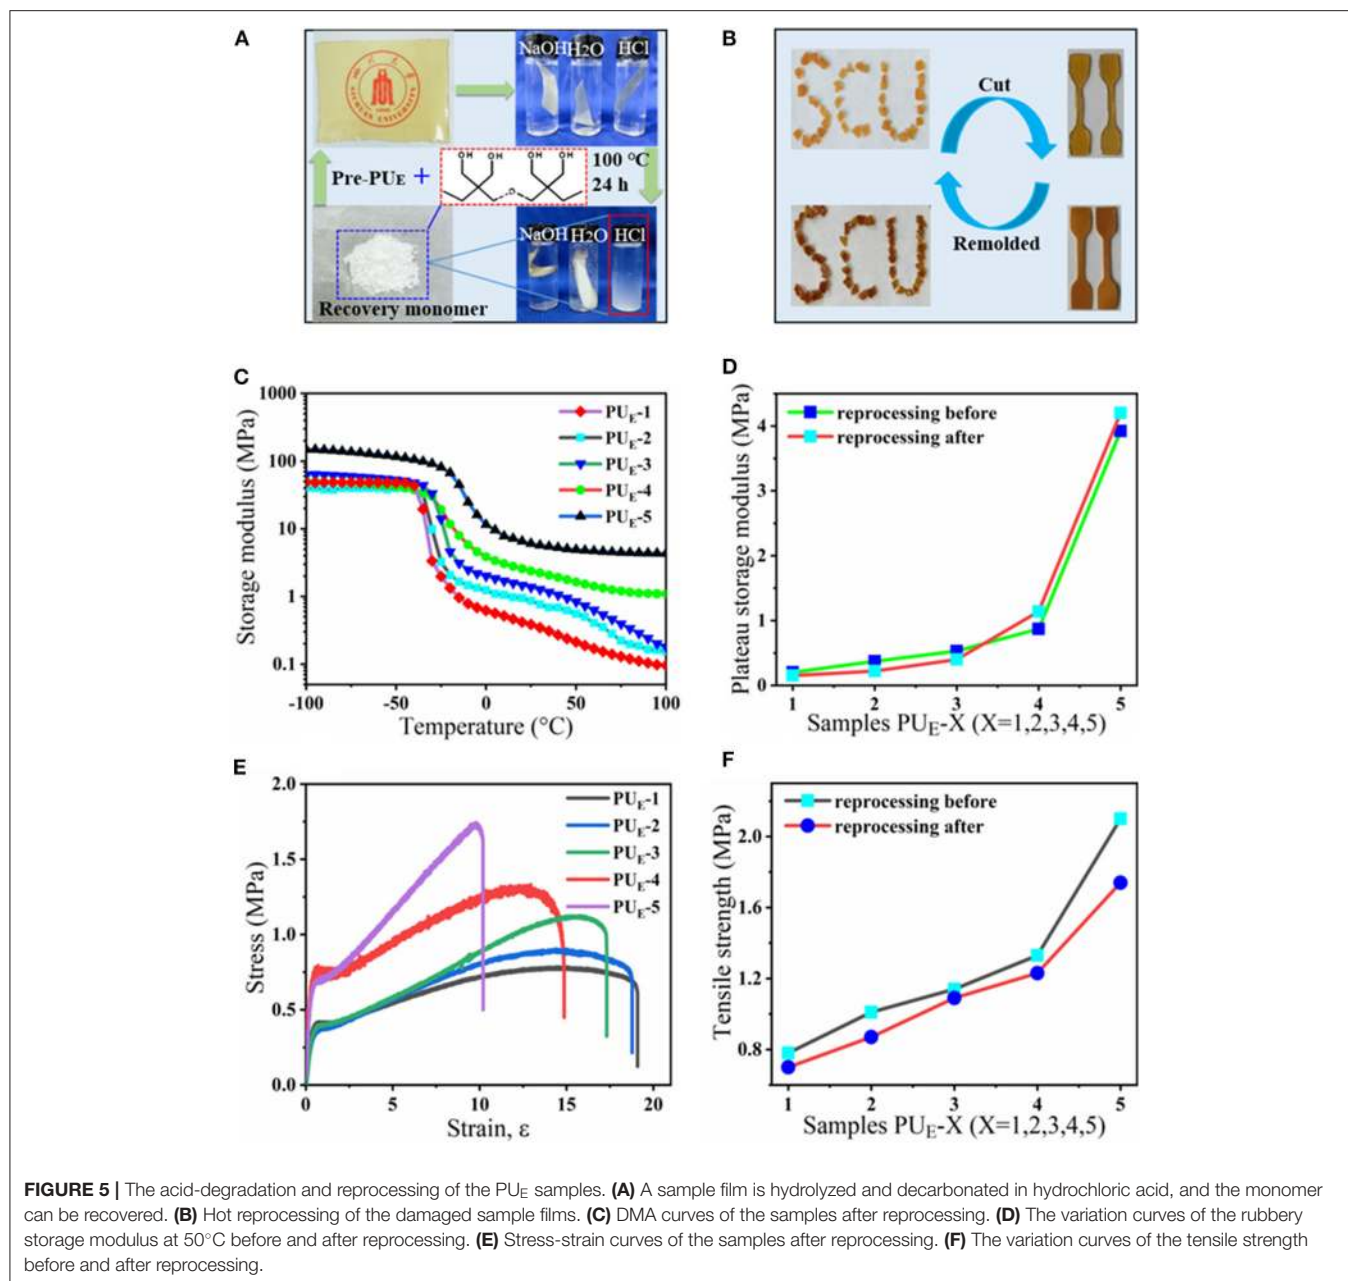 A
NaOH H2O HCl
SICHUAN UNIVERSITY
Pre-PUE +
OH OH OH OH
O
100 °C
24 h
NaOH H2O HCl
Recovery monomer
B
SCU
Cut
SCU
Remolded
C
Storage modulus (MPa)
1000
100
10
1
0.1
PUE-1
PUE-2
PUE-3
PUE-4
PUE-5
-100 -50 0 50 100
Temperature (°C)
D
Plateau storage modulus (MPa)
4
3
2
1
0
reprocessing before
reprocessing after
1 2 3 4 5
Samples PUE-X (X=1,2,3,4,5)
E
Stress (MPa)
2.0
1.5
1.0
0.5
0.0
PUE-1
PUE-2
PUE-3
PUE-4
PUE-5
0 5 10 15 20
Strain, ε
F
Tensile strength (MPa)
2.0
1.6
1.2
0.8
reprocessing before
reprocessing after
1 2 3 4 5
Samples PUE-X (X=1,2,3,4,5)
FIGURE 5 | The acid-degradation and reprocessing of the PUE samples. (A) A sample film is hydrolyzed and decarbonated in hydrochloric acid, and the monomer
can be recovered. (B) Hot reprocessing of the damaged sample films. (C) DMA curves of the samples after reprocessing. (D) The variation curves of the rubbery
storage modulus at 50°C before and after reprocessing. (E) Stress-strain curves of the samples after reprocessing. (F) The variation curves of the tensile strength
before and after reprocessing.